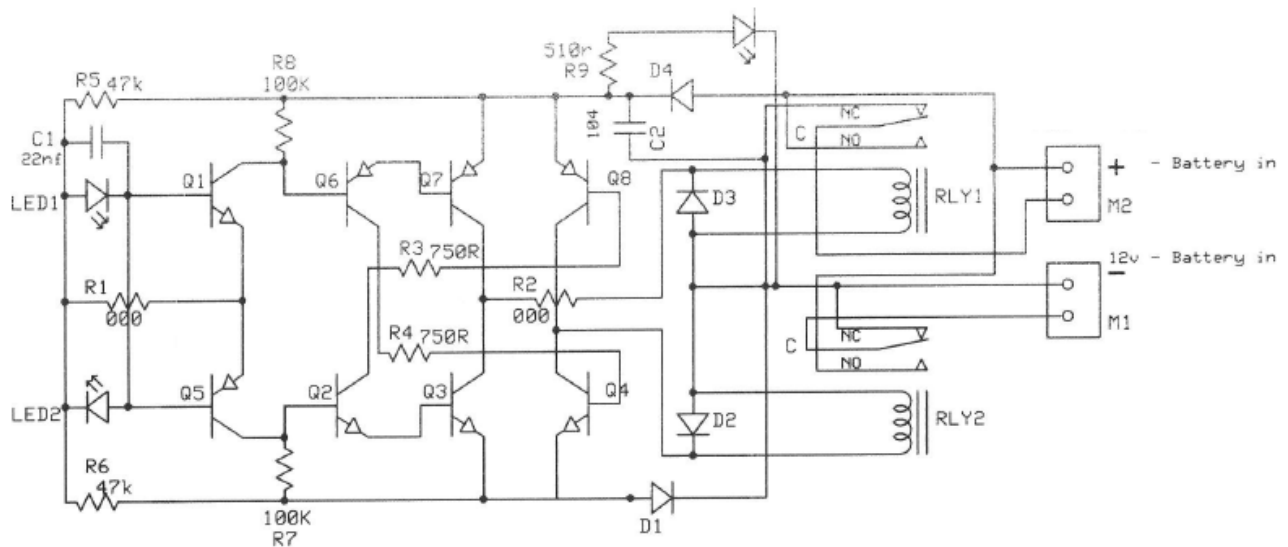 510r
R9
R8
100K
R5 47k
D4
C1
22nf
104
C2
NC
C
NO
+ - Battery in
M2
Q1
Q6
Q7
Q8
LED1
D3
RLY1
R3 750R
R1
000
R2
000
12v - Battery in
-
M1
R4 750R
C
NC
NO
Q5
Q2
Q3
Q4
LED2
D2
RLY2
R6
47k
100K
R7
D1